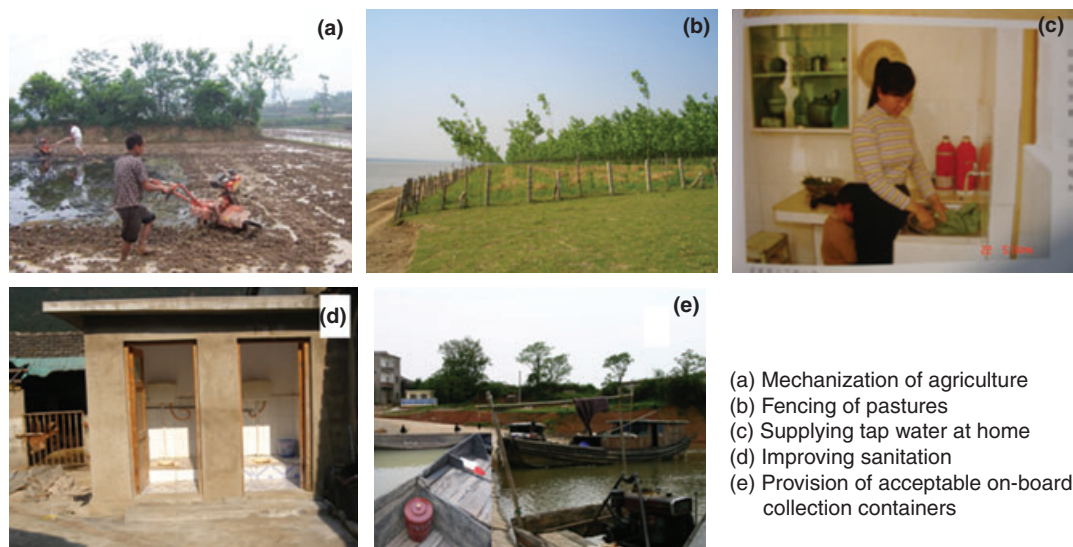 (a)
(b)
(c)
(d)
(e)
(a) Mechanization of agriculture
(b) Fencing of pastures
(c) Supplying tap water at home
(d) Improving sanitation
(e) Provision of acceptable on-board
collection containers